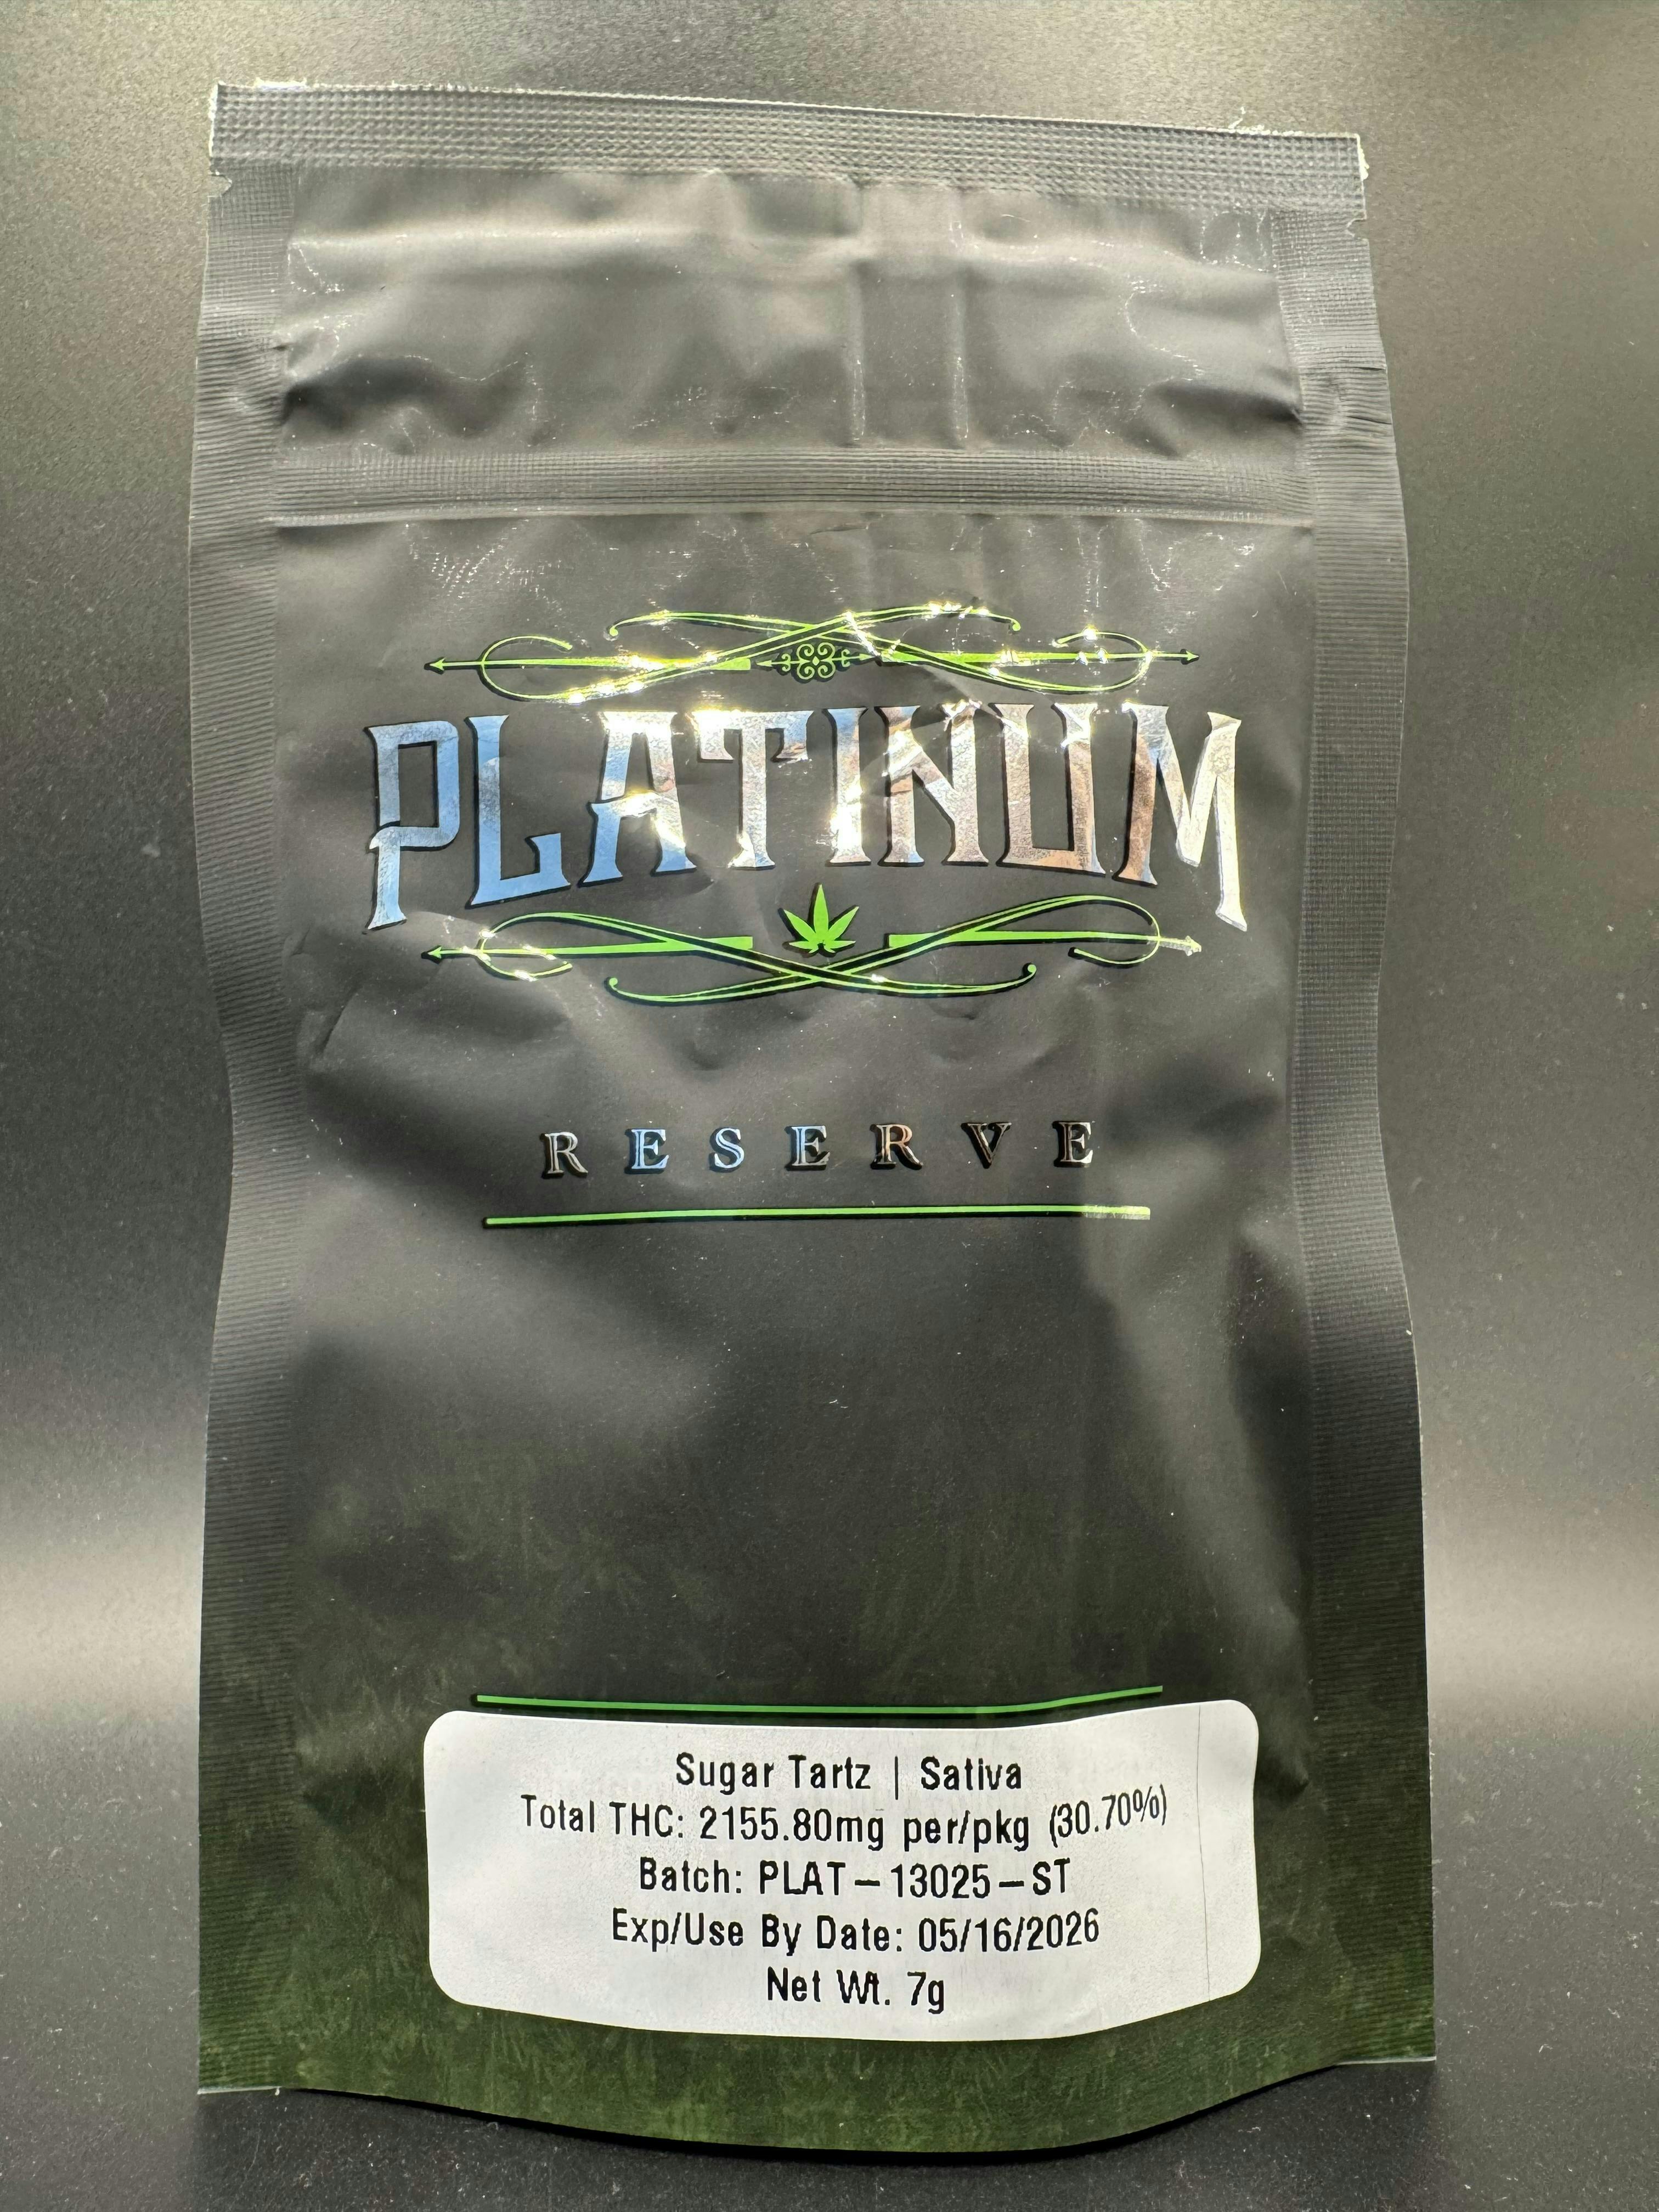 PLATINUM
RESERVE
Sugar Tartz | Sativa
Total THC: 2155.80mg per/pkg (30.70%)
Batch: PLAT-13025-ST
Exp/Use By Date: 05/16/2026
Net Wt. 7g